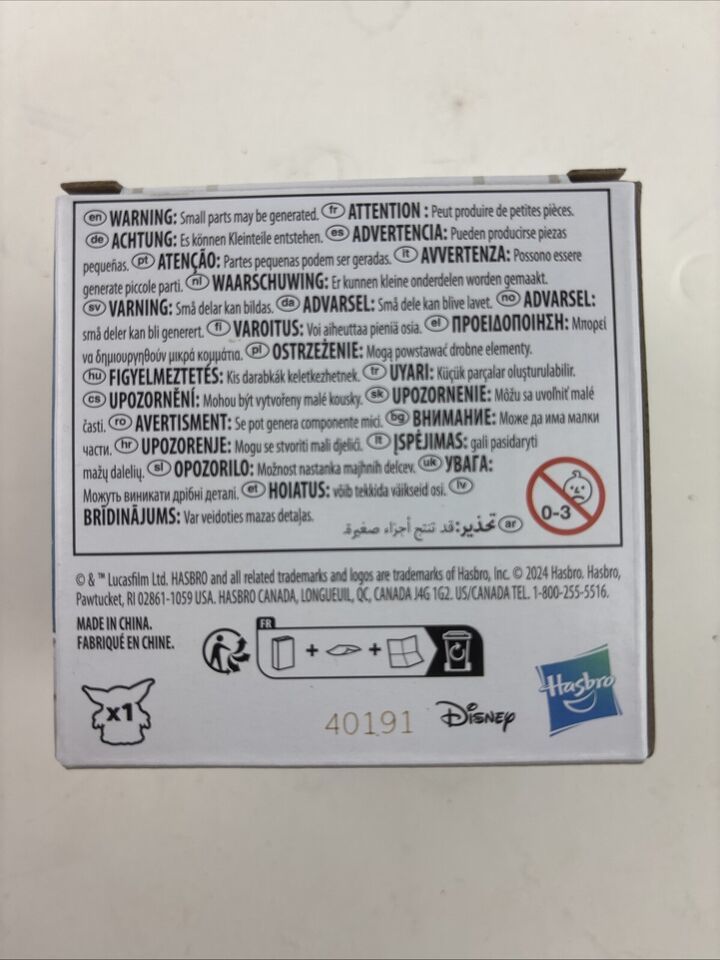 en WARNING: Small parts may be generated. fr ATTENTION : Peut produire de petites pièces.
de ACHTUNG: Es können Kleinteile entstehen. es ADVERTENCIA: Pueden producirse piezas
pequeñas. pt ATENÇÃO: Partes pequenas podem ser geradas. it AVVERTENZA: Possono essere
generate piccole parti. nl WAARSCHUWING: Er kunnen kleine onderdelen worden gemaakt.
sv VARNING: Små delar kan bildas. da ADVARSEL: Små dele kan blive lavet. no ADVARSEL:
små deler kan bli generert. fi VAROITUS: Voi aiheuttaa pieniä osia. el ΠΡΟΕΙΔΟΠΟΙΗΣΗ: Μπορεί
να δημιουργηθούν μικρά κομμάτια. pl OSTRZEŻENIE: Mogą powstawać drobne elementy.
hu FIGYELMEZTETÉS: Kis darabkák keletkezhetnek. tr UYARI: Küçük parçalar oluşturulabilir.
cs UPOZORNĚNÍ: Mohou být vytvořeny malé kousky. sk UPOZORNENIE: Môžu sa uvoľniť malé
časti. ro AVERTISMENT: Se pot genera componente mici. bg ВНИМАНИЕ: Може да има малки
части. hr UPOZORENJE: Mogu se stvoriti mali djelići. lt ĮSPĖJIMAS: gali pasidaryti
mažų dalelių. sl OPOZORILO: Možnost nastanka majhnih delcev. uk УВАГА:
Можуть виникати дрібні деталі. et HOIATUS: võib tekkida väikseid osi. lv
BRĪDINĀJUMS: Var veidoties mazas detaļas.
ar تحذير: قد تنتج أجزاء صغيرة.
0-3
© & ™ Lucasfilm Ltd. HASBRO and all related trademarks and logos are trademarks of Hasbro, Inc. © 2024 Hasbro. Hasbro,
Pawtucket, RI 02861-1059 USA. HASBRO CANADA, LONGUEUIL, QC, CANADA J4G 1G2. US/CANADA TEL. 1-800-255-5516.
MADE IN CHINA.
FABRIQUÉ EN CHINE.
FR
+ +
x1
40191
Disney
Hasbro